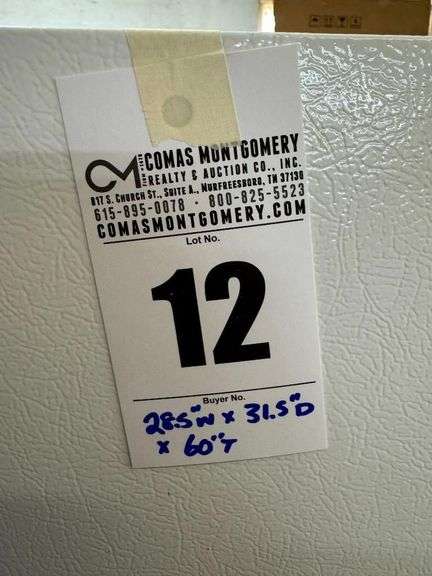 COMAS MONTGOMERY
REALTY & AUCTION CO., INC.
817 S. CHURCH ST., SUITE A., MURFREESBORO, TN 37130
615-895-0078 · 800-825-5523
COMASMONTGOMERY.COM
Lot No.
12
Buyer No.
28.5"W x 31.5"D
x 60"T